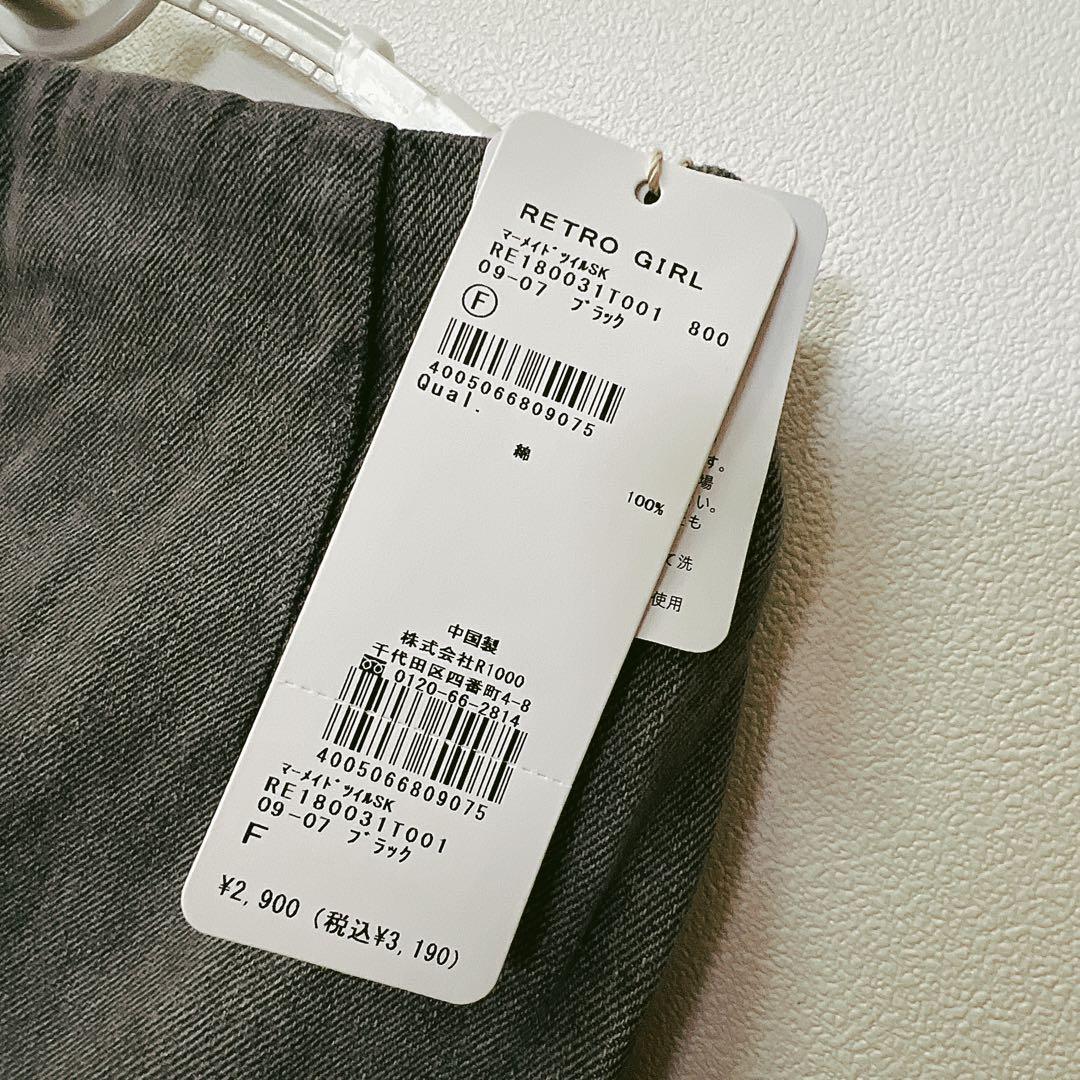 RETRO GIRL
ﾏｰﾒｲﾄﾞﾂｲﾙSK
RE180031T001 800
09-07 ﾌﾞﾗｯｸ
F
4005066809075
Qual.
綿
100%
中国製
株式会社R1000
千代田区四番町4-8
0120-66-2814
4005066809075
ﾏｰﾒｲﾄﾞﾂｲﾙSK
RE180031T001
09-07 ﾌﾞﾗｯｸ
F
¥2,900 (税込¥3,190)
す。
場
い。
も
て洗
使用